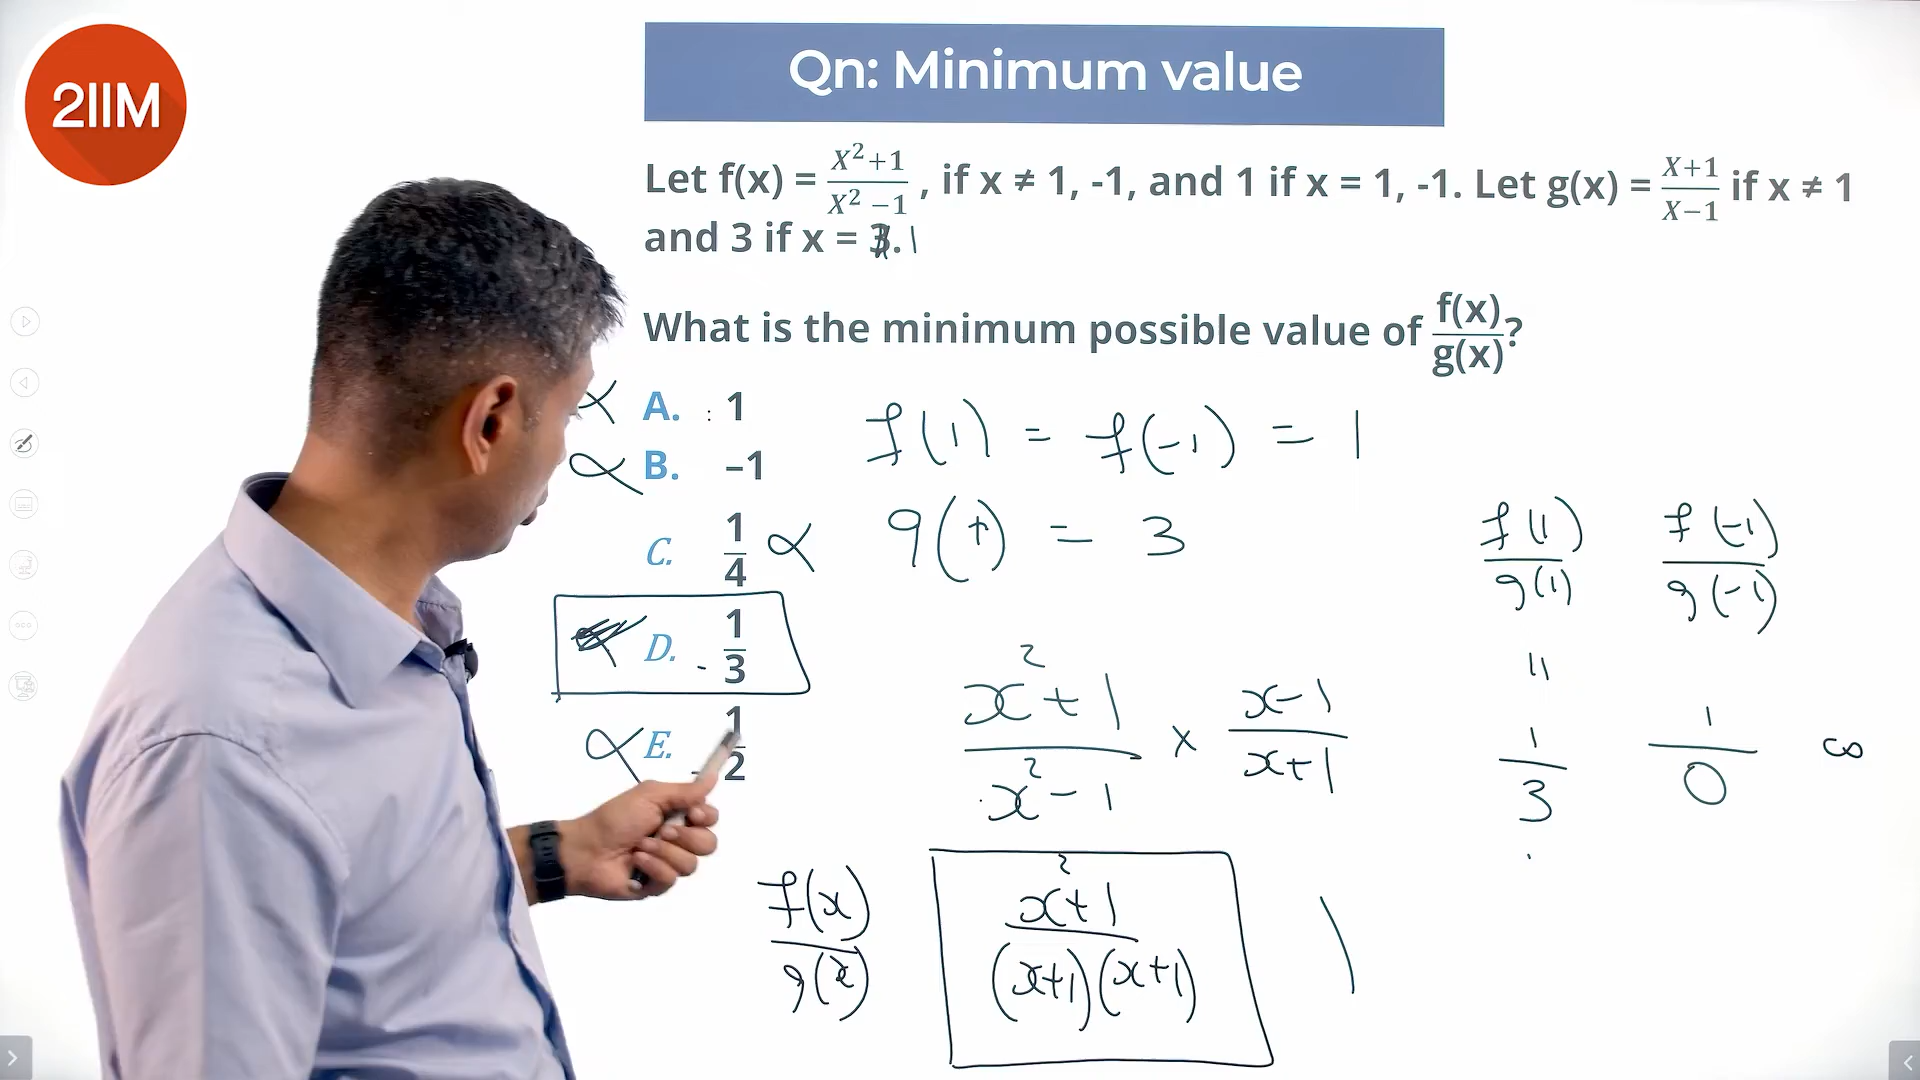 2IIM
Qn: Minimum value
Let f(x) = X²+1/X² −1 , if x ≠ 1, -1, and 1 if x = 1, -1. Let g(x) = X+1/X−1 if x ≠ 1
and 3 if x = 1
What is the minimum possible value of f(x)/g(x)?
A. 1
B. –1
C. 1/4
D. - 1/3
E. - 1/2
f(1) = f(-1) = 1
g(1) = 3
f(1)/g(1) f(-1)/g(-1)
x²+1/x²-1 × x-1/x+1
" 1/3 1/0 ∞
f(x)/g(x) x²+1/(x+1)(x+1)